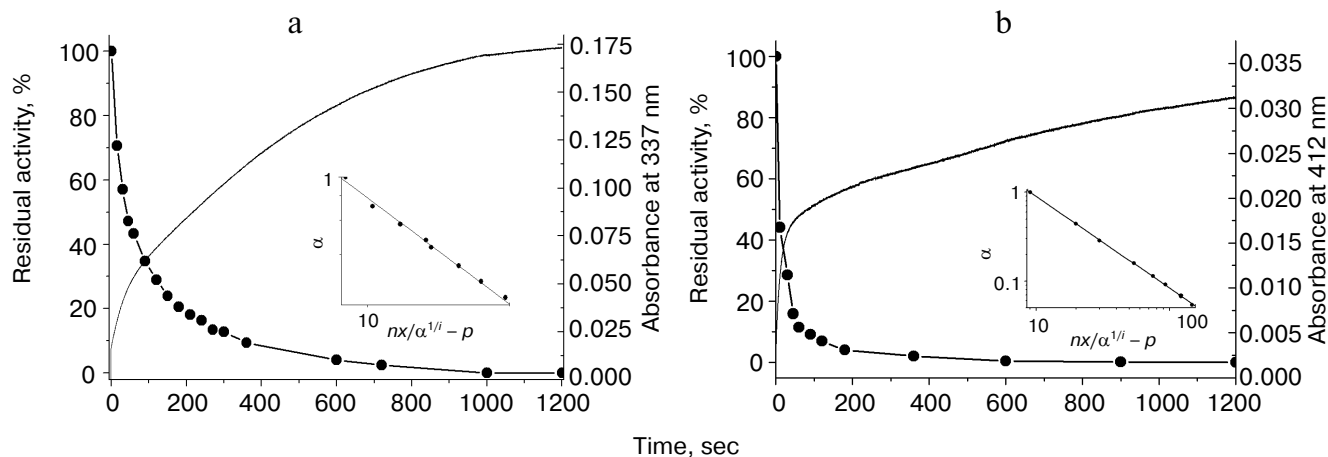 a
b
100
80
60
40
20
0
Residual activity, %
0 200 400 600 800 1000 1200
0.175
0.150
0.125
0.100
0.075
0.050
0.025
0.000
Absorbance at 337 nm
1
α
10
nx/α^1/i – p
100
80
60
40
20
0
Residual activity, %
0 200 400 600 800 1000 1200
0.035
0.030
0.025
0.020
0.015
0.010
0.005
0.000
Absorbance at 412 nm
1
0.1
α
10 100
nx/α^1/i – p
Time, sec